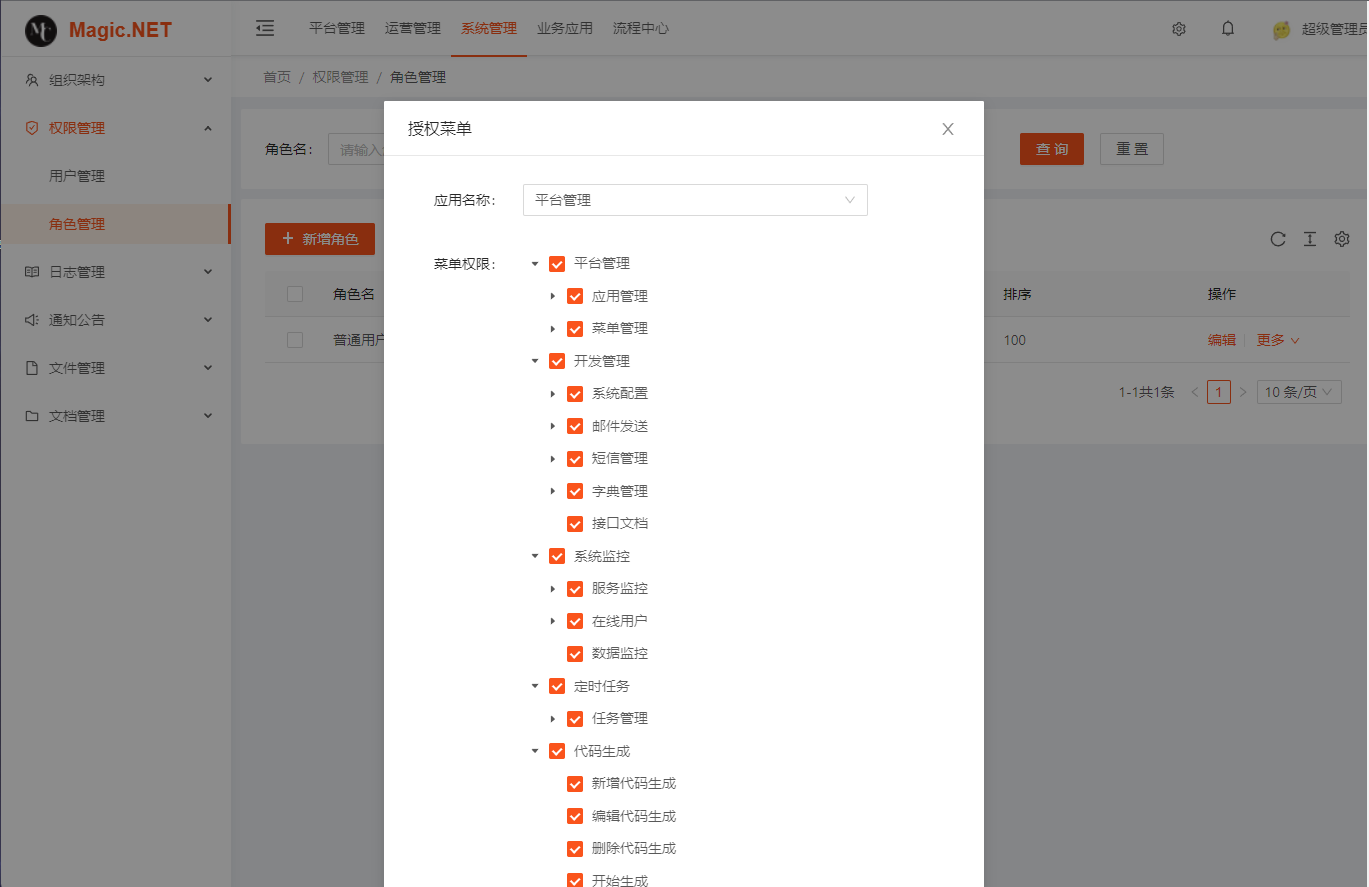 Magic.NET
平台管理 运营管理 系统管理 业务应用 流程中心
超级管理员
组织架构
权限管理
用户管理
角色管理
日志管理
通知公告
文件管理
文档管理
首页 / 权限管理 / 角色管理
角色名： 请输入
查 询 重 置
+ 新增角色
角色名 排序 操作
普通用户 100 编辑 更多
1-1共1条 < 1 > 10 条/页
授权菜单
应用名称： 平台管理
菜单权限： 平台管理
应用管理
菜单管理
开发管理
系统配置
邮件发送
短信管理
字典管理
接口文档
系统监控
服务监控
在线用户
数据监控
定时任务
任务管理
代码生成
新增代码生成
编辑代码生成
删除代码生成
开始生成